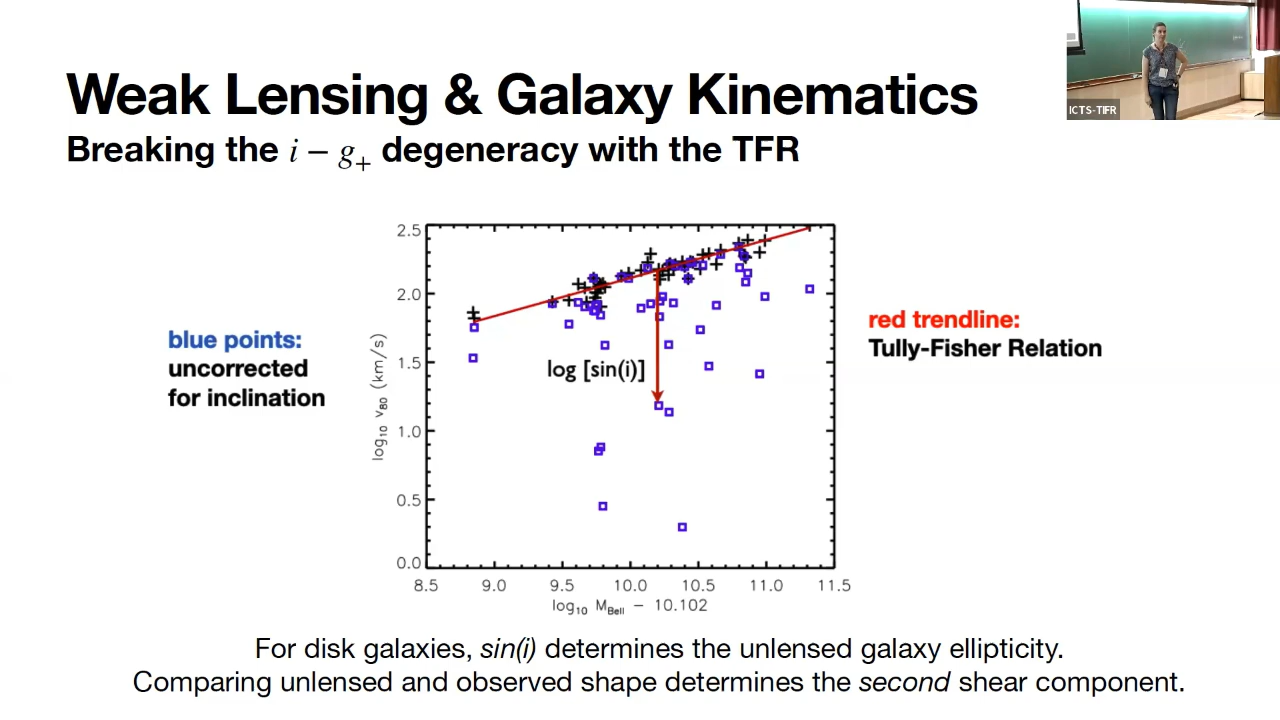 Weak Lensing & Galaxy Kinematics
Breaking the i − g₊ degeneracy with the TFR
ICTS-TIFR
blue points:
uncorrected
for inclination
red trendline:
Tully-Fisher Relation
2.5
2.0
1.5
1.0
0.5
0.0
log₁₀ v₈₀ (km/s)
log [sin(i)]
8.5 9.0 9.5 10.0 10.5 11.0 11.5
log₁₀ M_Bell − 10.102
For disk galaxies, sin(i) determines the unlensed galaxy ellipticity.
Comparing unlensed and observed shape determines the second shear component.